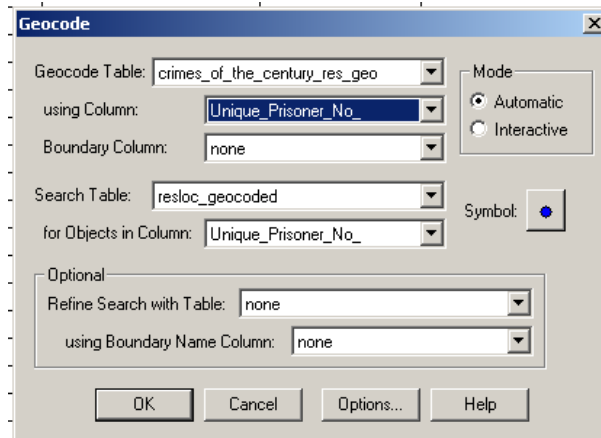 Geocode
Geocode Table: crimes_of_the_century_res_geo
using Column: Unique_Prisoner_No_
Boundary Column: none
Mode
Automatic
Interactive
Search Table: resloc_geocoded
for Objects in Column: Unique_Prisoner_No_
Symbol:
Optional
Refine Search with Table: none
using Boundary Name Column: none
OK Cancel Options... Help